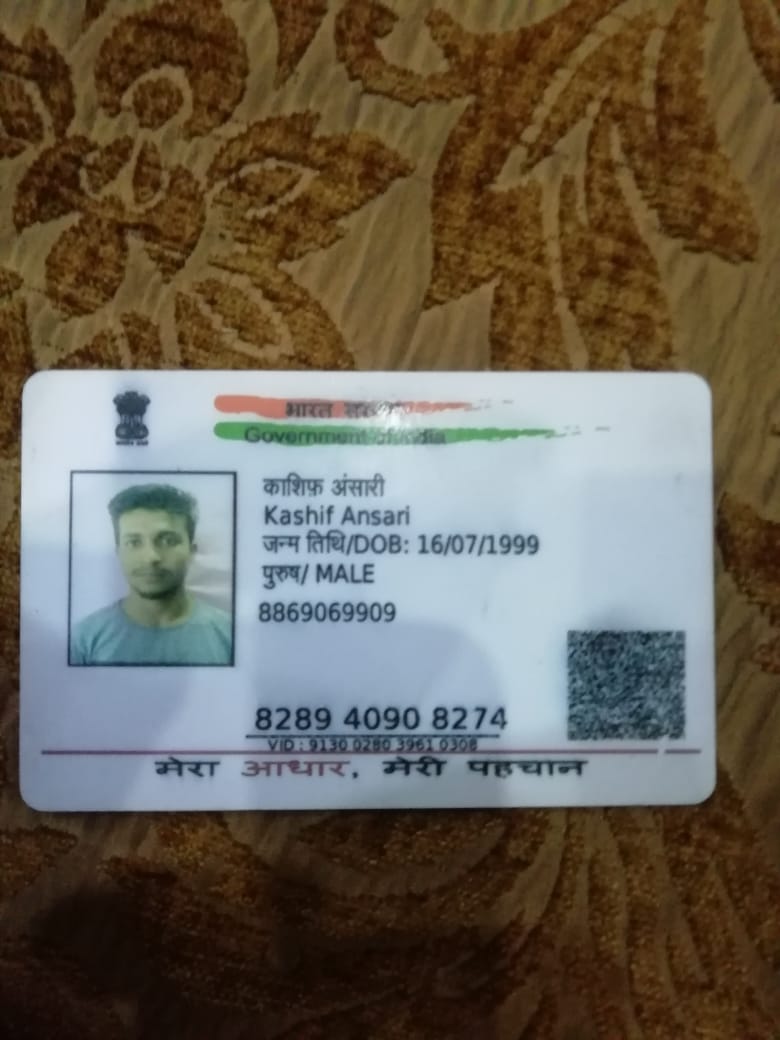 भारत सरकार
Government of India
काशिफ़ अंसारी
Kashif Ansari
जन्म तिथि/DOB: 16/07/1999
पुरुष/ MALE
8869069909
8289 4090 8274
VID : 9130 0280 3961 0308
मेरा आधार, मेरी पहचान